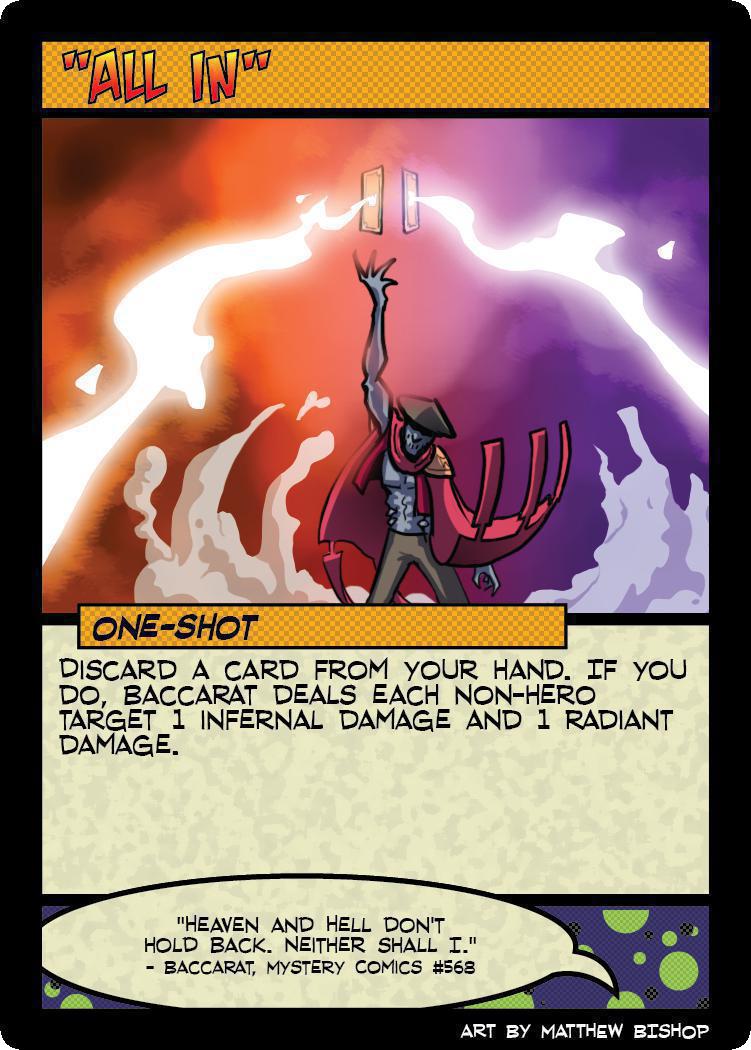 "ALL IN"
ONE-SHOT
DISCARD A CARD FROM YOUR HAND. IF YOU
DO, BACCARAT DEALS EACH NON-HERO
TARGET 1 INFERNAL DAMAGE AND 1 RADIANT
DAMAGE.
"HEAVEN AND HELL DON'T
HOLD BACK. NEITHER SHALL I."
- BACCARAT, MYSTERY COMICS #568
ART BY MATTHEW BISHOP